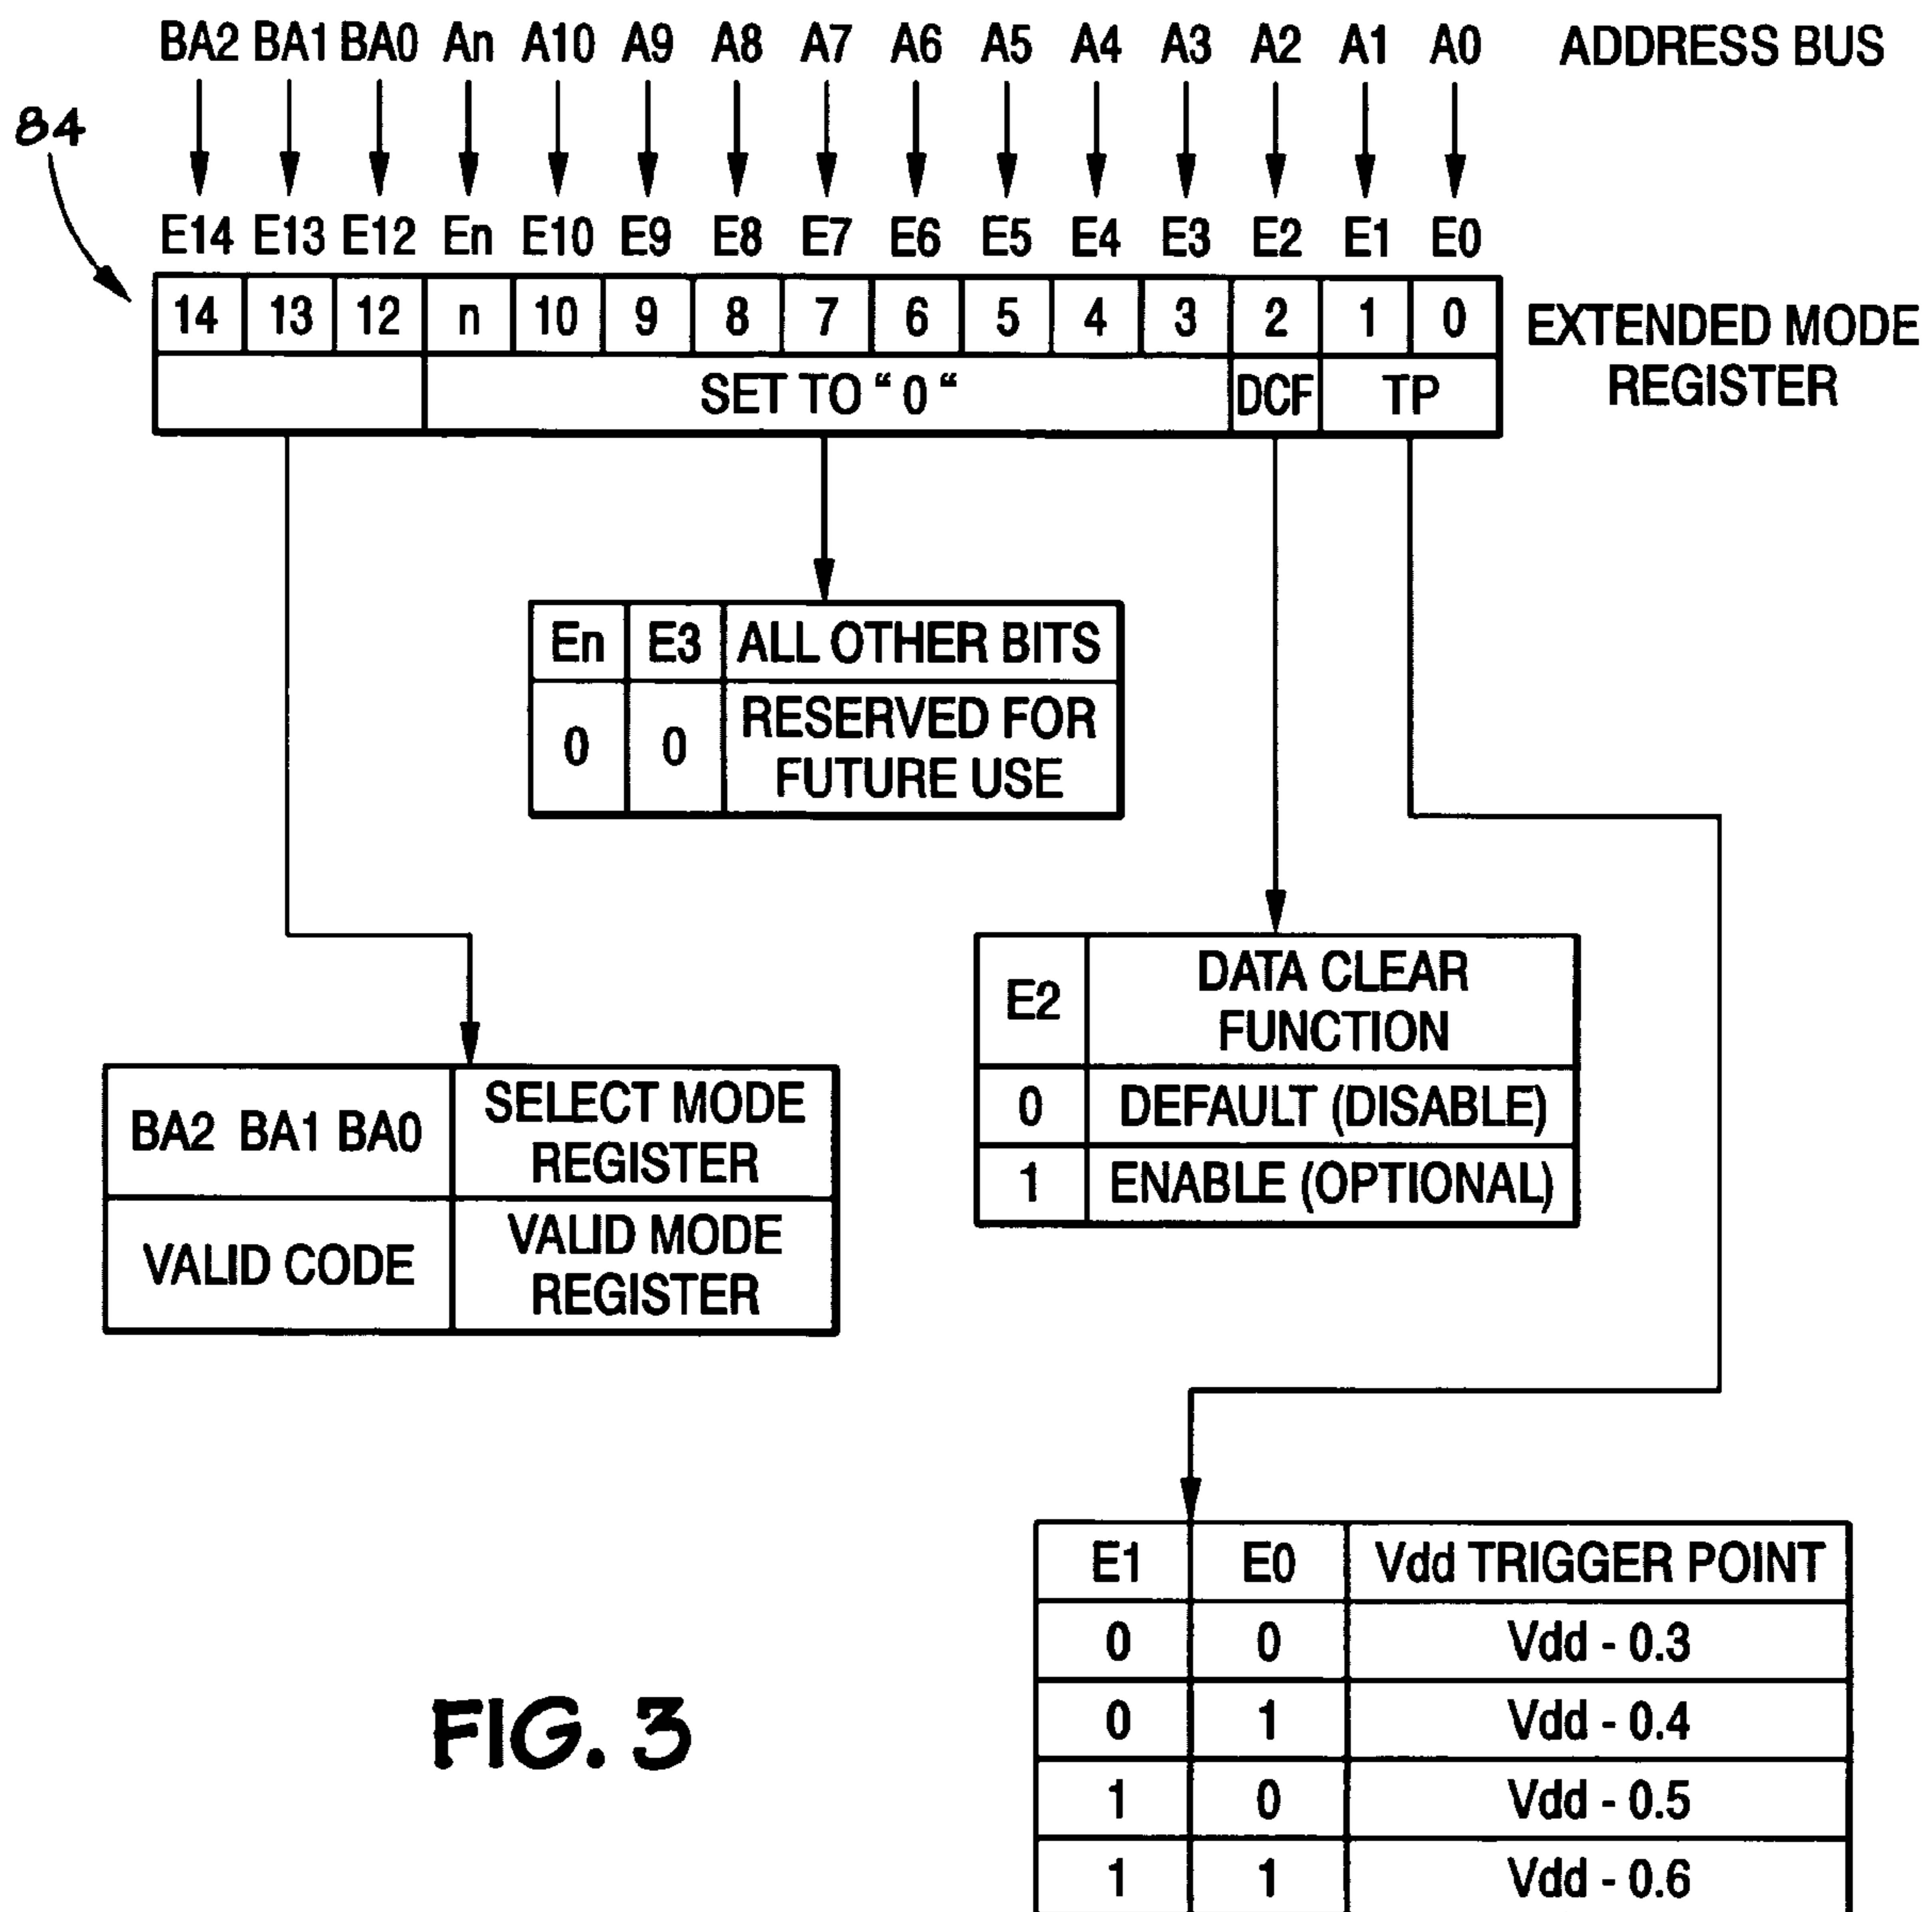 BA2 BA1 BA0 An A10 A9 A8 A7 A6 A5 A4 A3 A2 A1 A0 ADDRESS BUS
84
E14 E13 E12 En E10 E9 E8 E7 E6 E5 E4 E3 E2 E1 E0
14 13 12 n 10 9 8 7 6 5 4 3 2 1 0
EXTENDED MODE
REGISTER
SET TO “ 0 “ DCF TP
En E3 ALL OTHER BITS
0 0 RESERVED FOR
FUTURE USE
E2 DATA CLEAR
FUNCTION
0 DEFAULT (DISABLE)
1 ENABLE (OPTIONAL)
BA2 BA1 BA0 SELECT MODE
REGISTER
VALID CODE VALID MODE
REGISTER
E1 E0 Vdd TRIGGER POINT
0 0 Vdd - 0.3
0 1 Vdd - 0.4
1 0 Vdd - 0.5
1 1 Vdd - 0.6
FIG. 3